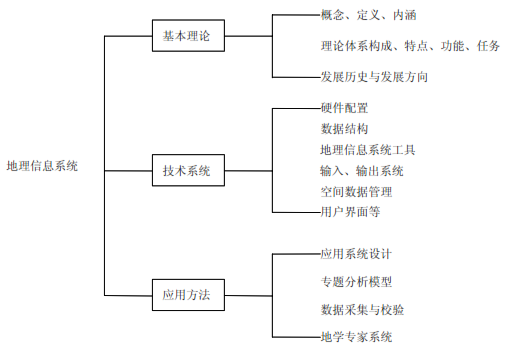 地理信息系统
基本理论
概念、定义、内涵
理论体系构成、特点、功能、任务
发展历史与发展方向
技术系统
硬件配置
数据结构
地理信息系统工具
输入、输出系统
空间数据管理
用户界面等
应用方法
应用系统设计
专题分析模型
数据采集与校验
地学专家系统